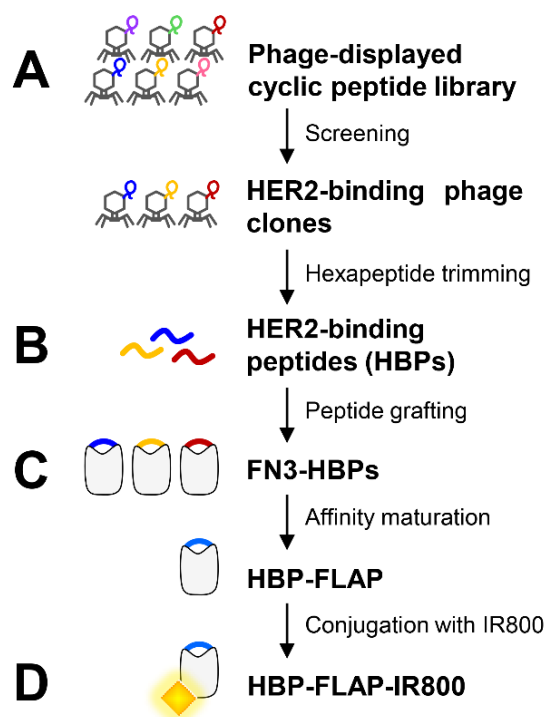 A
Phage-displayed
cyclic peptide library
Screening
HER2-binding phage
clones
Hexapeptide trimming
B
HER2-binding
peptides (HBPs)
Peptide grafting
C
FN3-HBPs
Affinity maturation
HBP-FLAP
Conjugation with IR800
D
HBP-FLAP-IR800